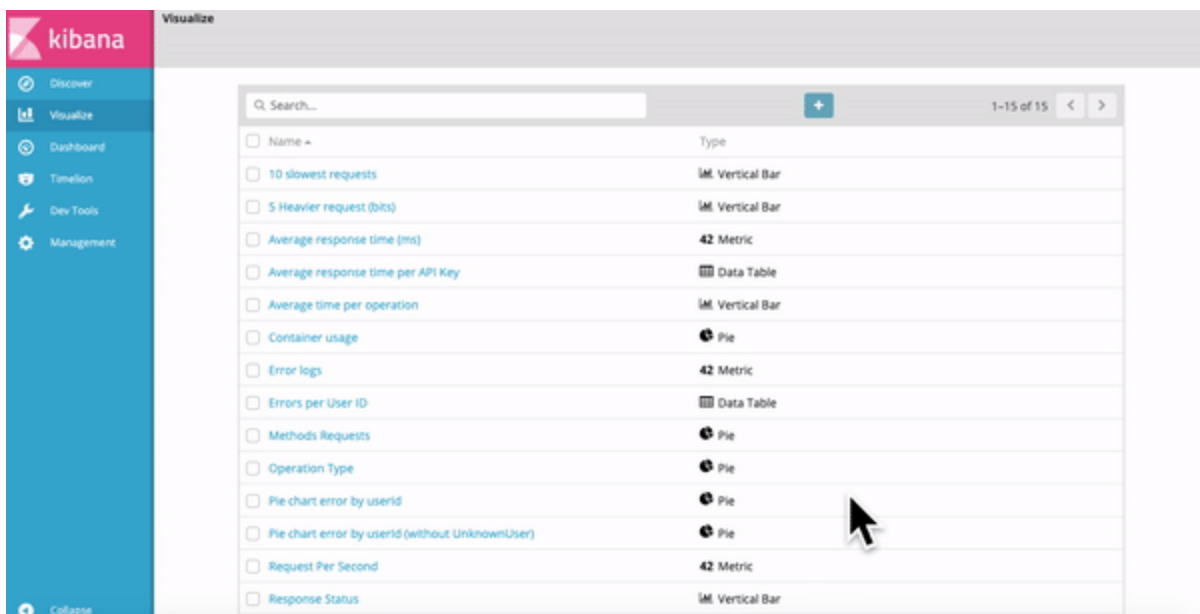 kibana
Visualize
Discover
Visualize
Dashboard
Timelion
Dev Tools
Management
Collapse
Search...
+
1-15 of 15
Name Type
10 slowest requests Vertical Bar
5 Heavier request (bits) Vertical Bar
Average response time (ms) 42 Metric
Average response time per API Key Data Table
Average time per operation Vertical Bar
Container usage Pie
Error logs 42 Metric
Errors per User ID Data Table
Methods Requests Pie
Operation Type Pie
Pie chart error by userId Pie
Pie chart error by userId (without UnknownUser) Pie
Request Per Second 42 Metric
Response Status Vertical Bar